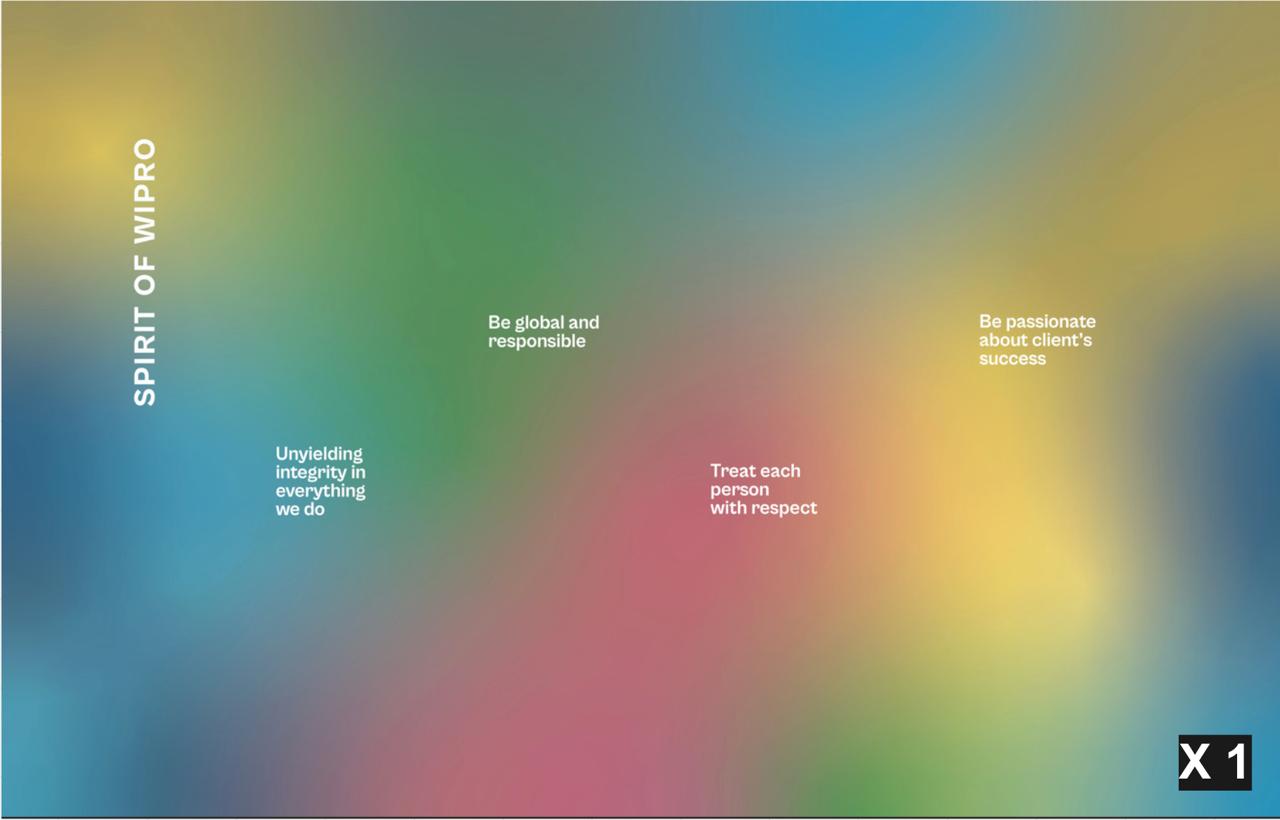 SPIRIT OF WIPRO
Unyielding
integrity in
everything
we do
Be global and
responsible
Treat each
person
with respect
Be passionate
about client's
success
X 1